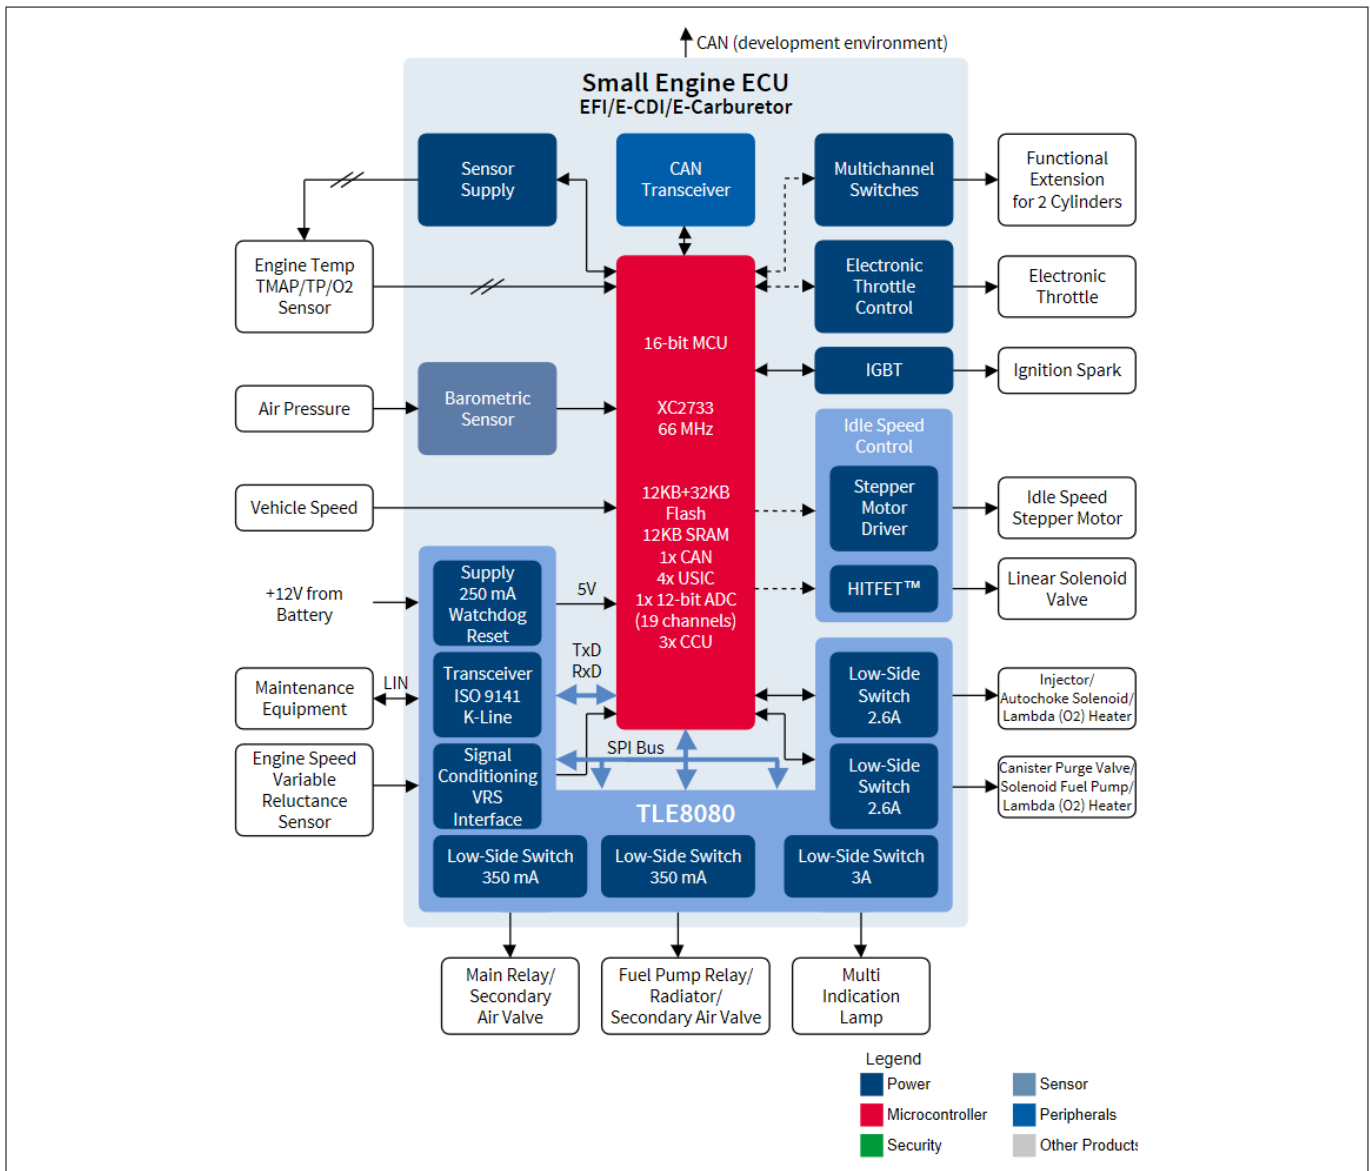 CAN (development environment)
Small Engine ECU
EFI/E-CDI/E-Carburetor
Sensor
Supply
CAN
Transceiver
Multichannel
Switches
Functional
Extension
for 2 Cylinders
Engine Temp
TMAP/TP/O2
Sensor
Electronic
Throttle
Control
Electronic
Throttle
16-bit MCU
XC2733
66 MHz
12KB+32KB
Flash
12KB SRAM
1x CAN
4x USIC
1x 12-bit ADC
(19 channels)
3x CCU
IGBT
Ignition Spark
Air Pressure
Barometric
Sensor
Idle Speed
Control
Stepper
Motor
Driver
Idle Speed
Stepper Motor
Vehicle Speed
HITFET™
Linear Solenoid
Valve
+12V from
Battery
Supply
250 mA
Watchdog
Reset
5V
TxD
RxD
Maintenance
Equipment
LIN
Transceiver
ISO 9141
K-Line
Low-Side
Switch
2.6A
Injector/
Autochoke Solenoid/
Lambda (O2) Heater
Engine Speed
Variable
Reluctance
Sensor
Signal
Conditioning
VRS
Interface
SPI Bus
Low-Side
Switch
2.6A
Canister Purge Valve/
Solenoid Fuel Pump/
Lambda (O2) Heater
TLE8080
Low-Side Switch
350 mA
Low-Side Switch
350 mA
Low-Side Switch
3A
Main Relay/
Secondary
Air Valve
Fuel Pump Relay/
Radiator/
Secondary Air Valve
Multi
Indication
Lamp
Legend
Power
Sensor
Microcontroller
Peripherals
Security
Other Products